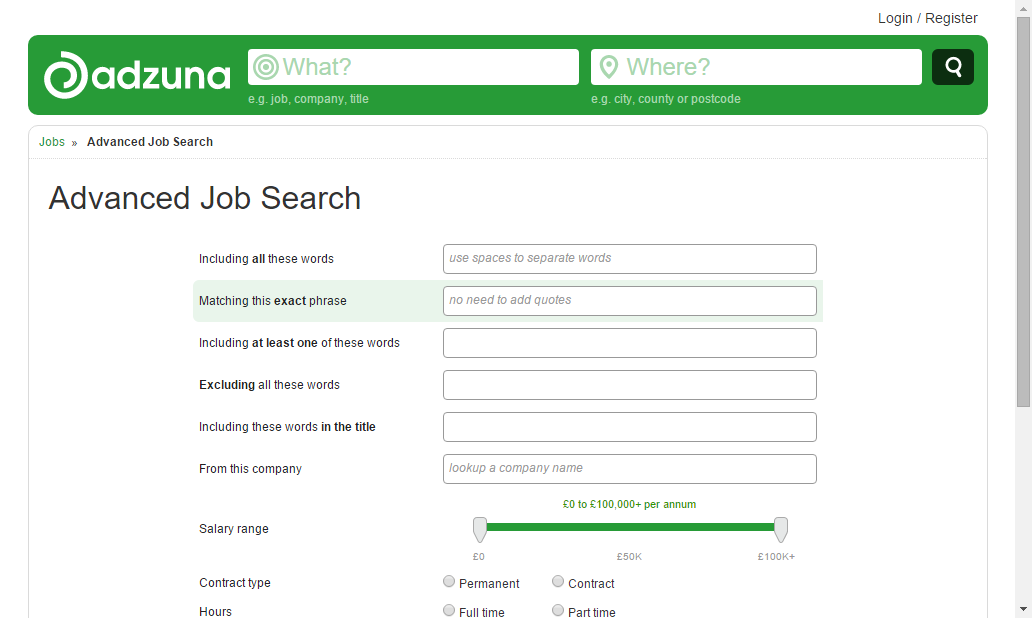 Login / Register
adzuna
What?
Where?
e.g. job, company, title
e.g. city, county or postcode
Jobs » Advanced Job Search
Advanced Job Search
Including all these words
use spaces to separate words
Matching this exact phrase
no need to add quotes
Including at least one of these words
Excluding all these words
Including these words in the title
From this company
lookup a company name
£0 to £100,000+ per annum
Salary range
£0 £50K £100K+
Contract type Permanent Contract
Hours Full time Part time